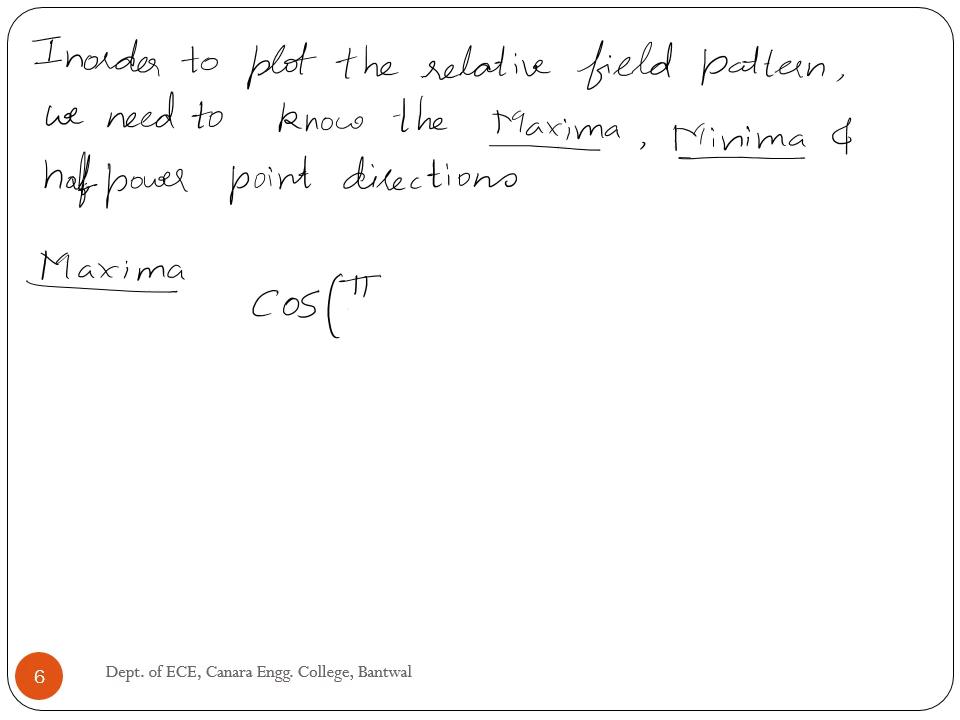 Inorder to plot the relative field pattern,
we need to know the Maxima, Minima &
half power point directions
Maxima
cos(π
6
Dept. of ECE, Canara Engg. College, Bantwal